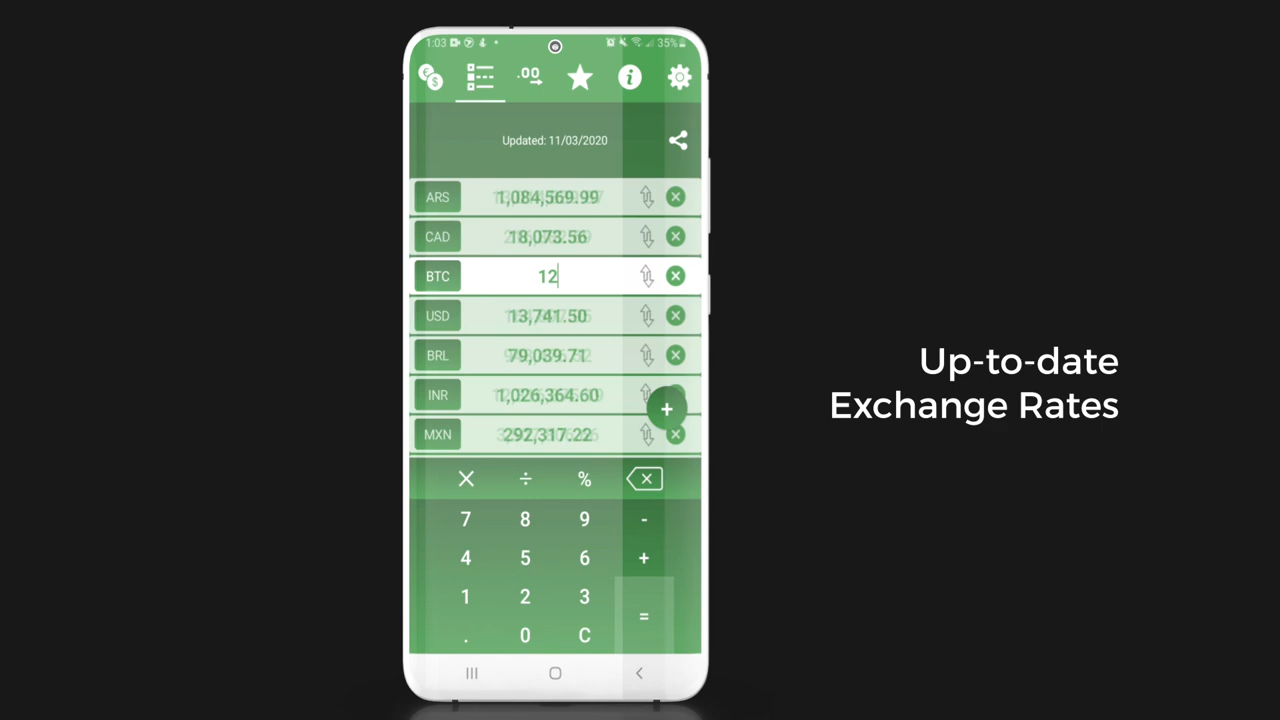 1:03
35%
.00
Updated: 11/03/2020
ARS 1,084,569.99
CAD 18,073.56
BTC 12
USD 13,741.50
BRL 79,039.71
INR 1,026,364.60
+
MXN 292,317.22
× ÷ %
7 8 9 -
4 5 6 +
1 2 3
=
. 0 C
Up-to-date
Exchange Rates